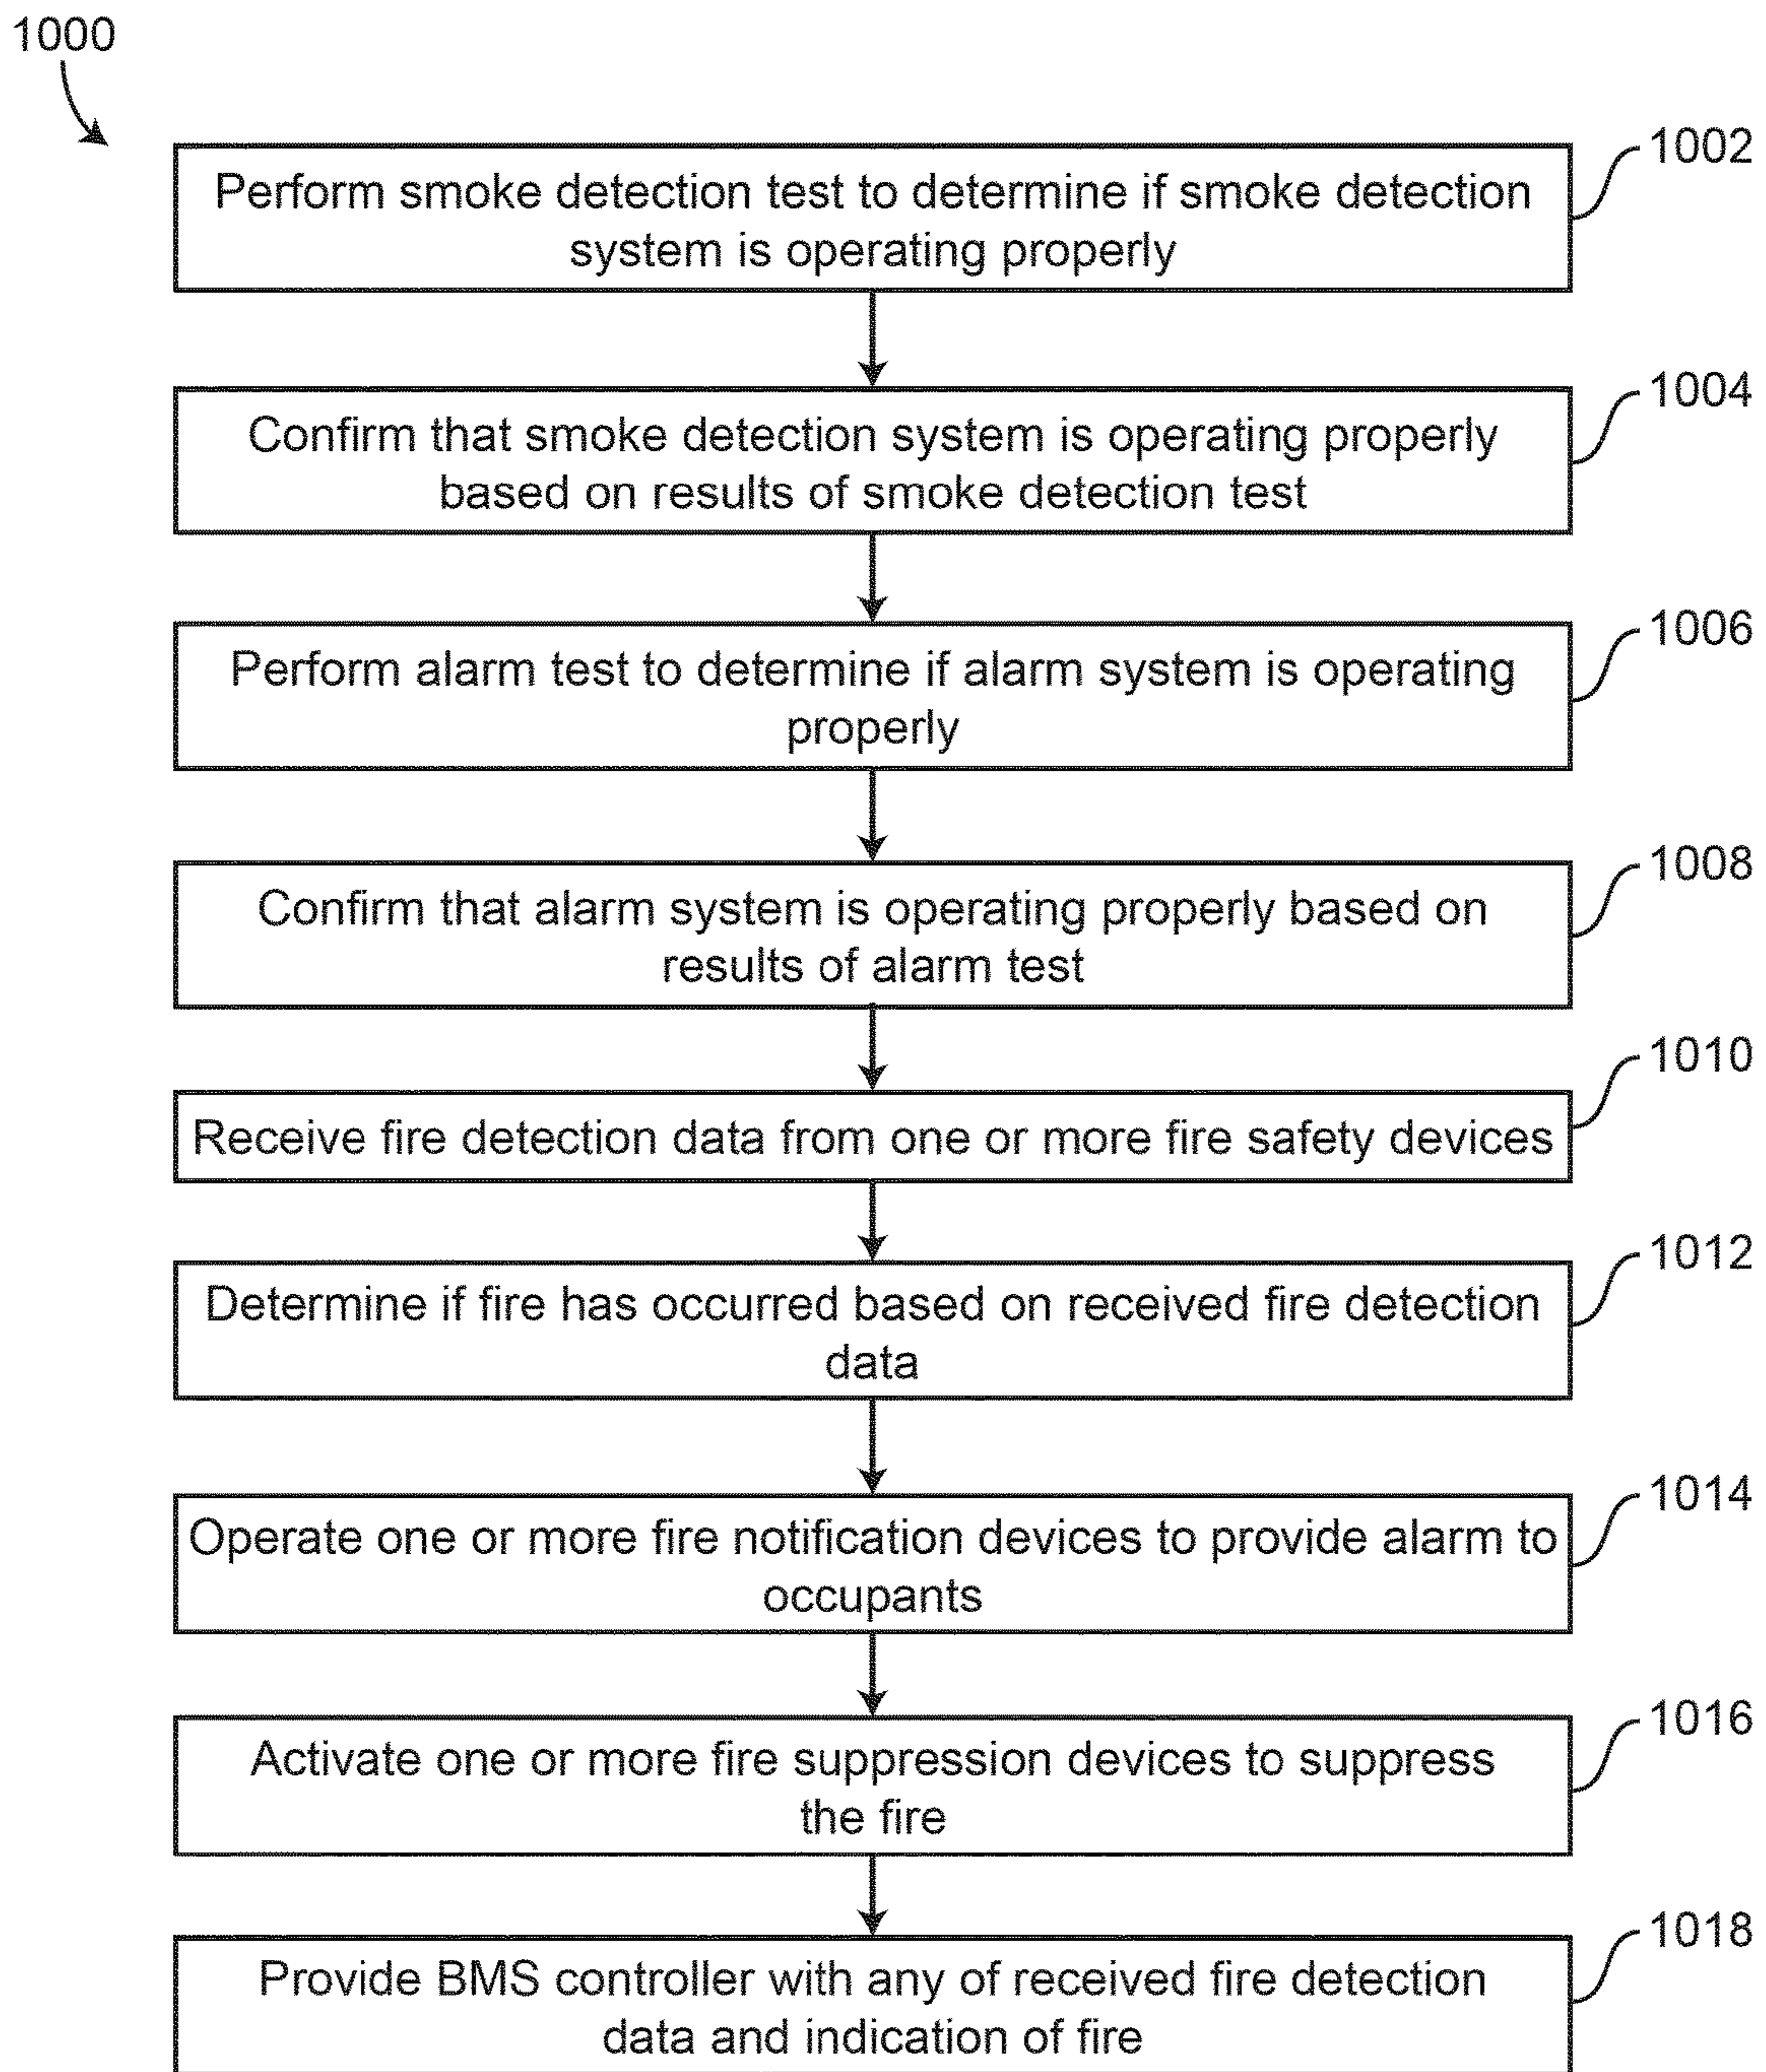 1000
1002
Perform smoke detection test to determine if smoke detection
system is operating properly
1004
Confirm that smoke detection system is operating properly
based on results of smoke detection test
1006
Perform alarm test to determine if alarm system is operating
properly
1008
Confirm that alarm system is operating properly based on
results of alarm test
1010
Receive fire detection data from one or more fire safety devices
1012
Determine if fire has occurred based on received fire detection
data
1014
Operate one or more fire notification devices to provide alarm to
occupants
1016
Activate one or more fire suppression devices to suppress
the fire
1018
Provide BMS controller with any of received fire detection
data and indication of fire